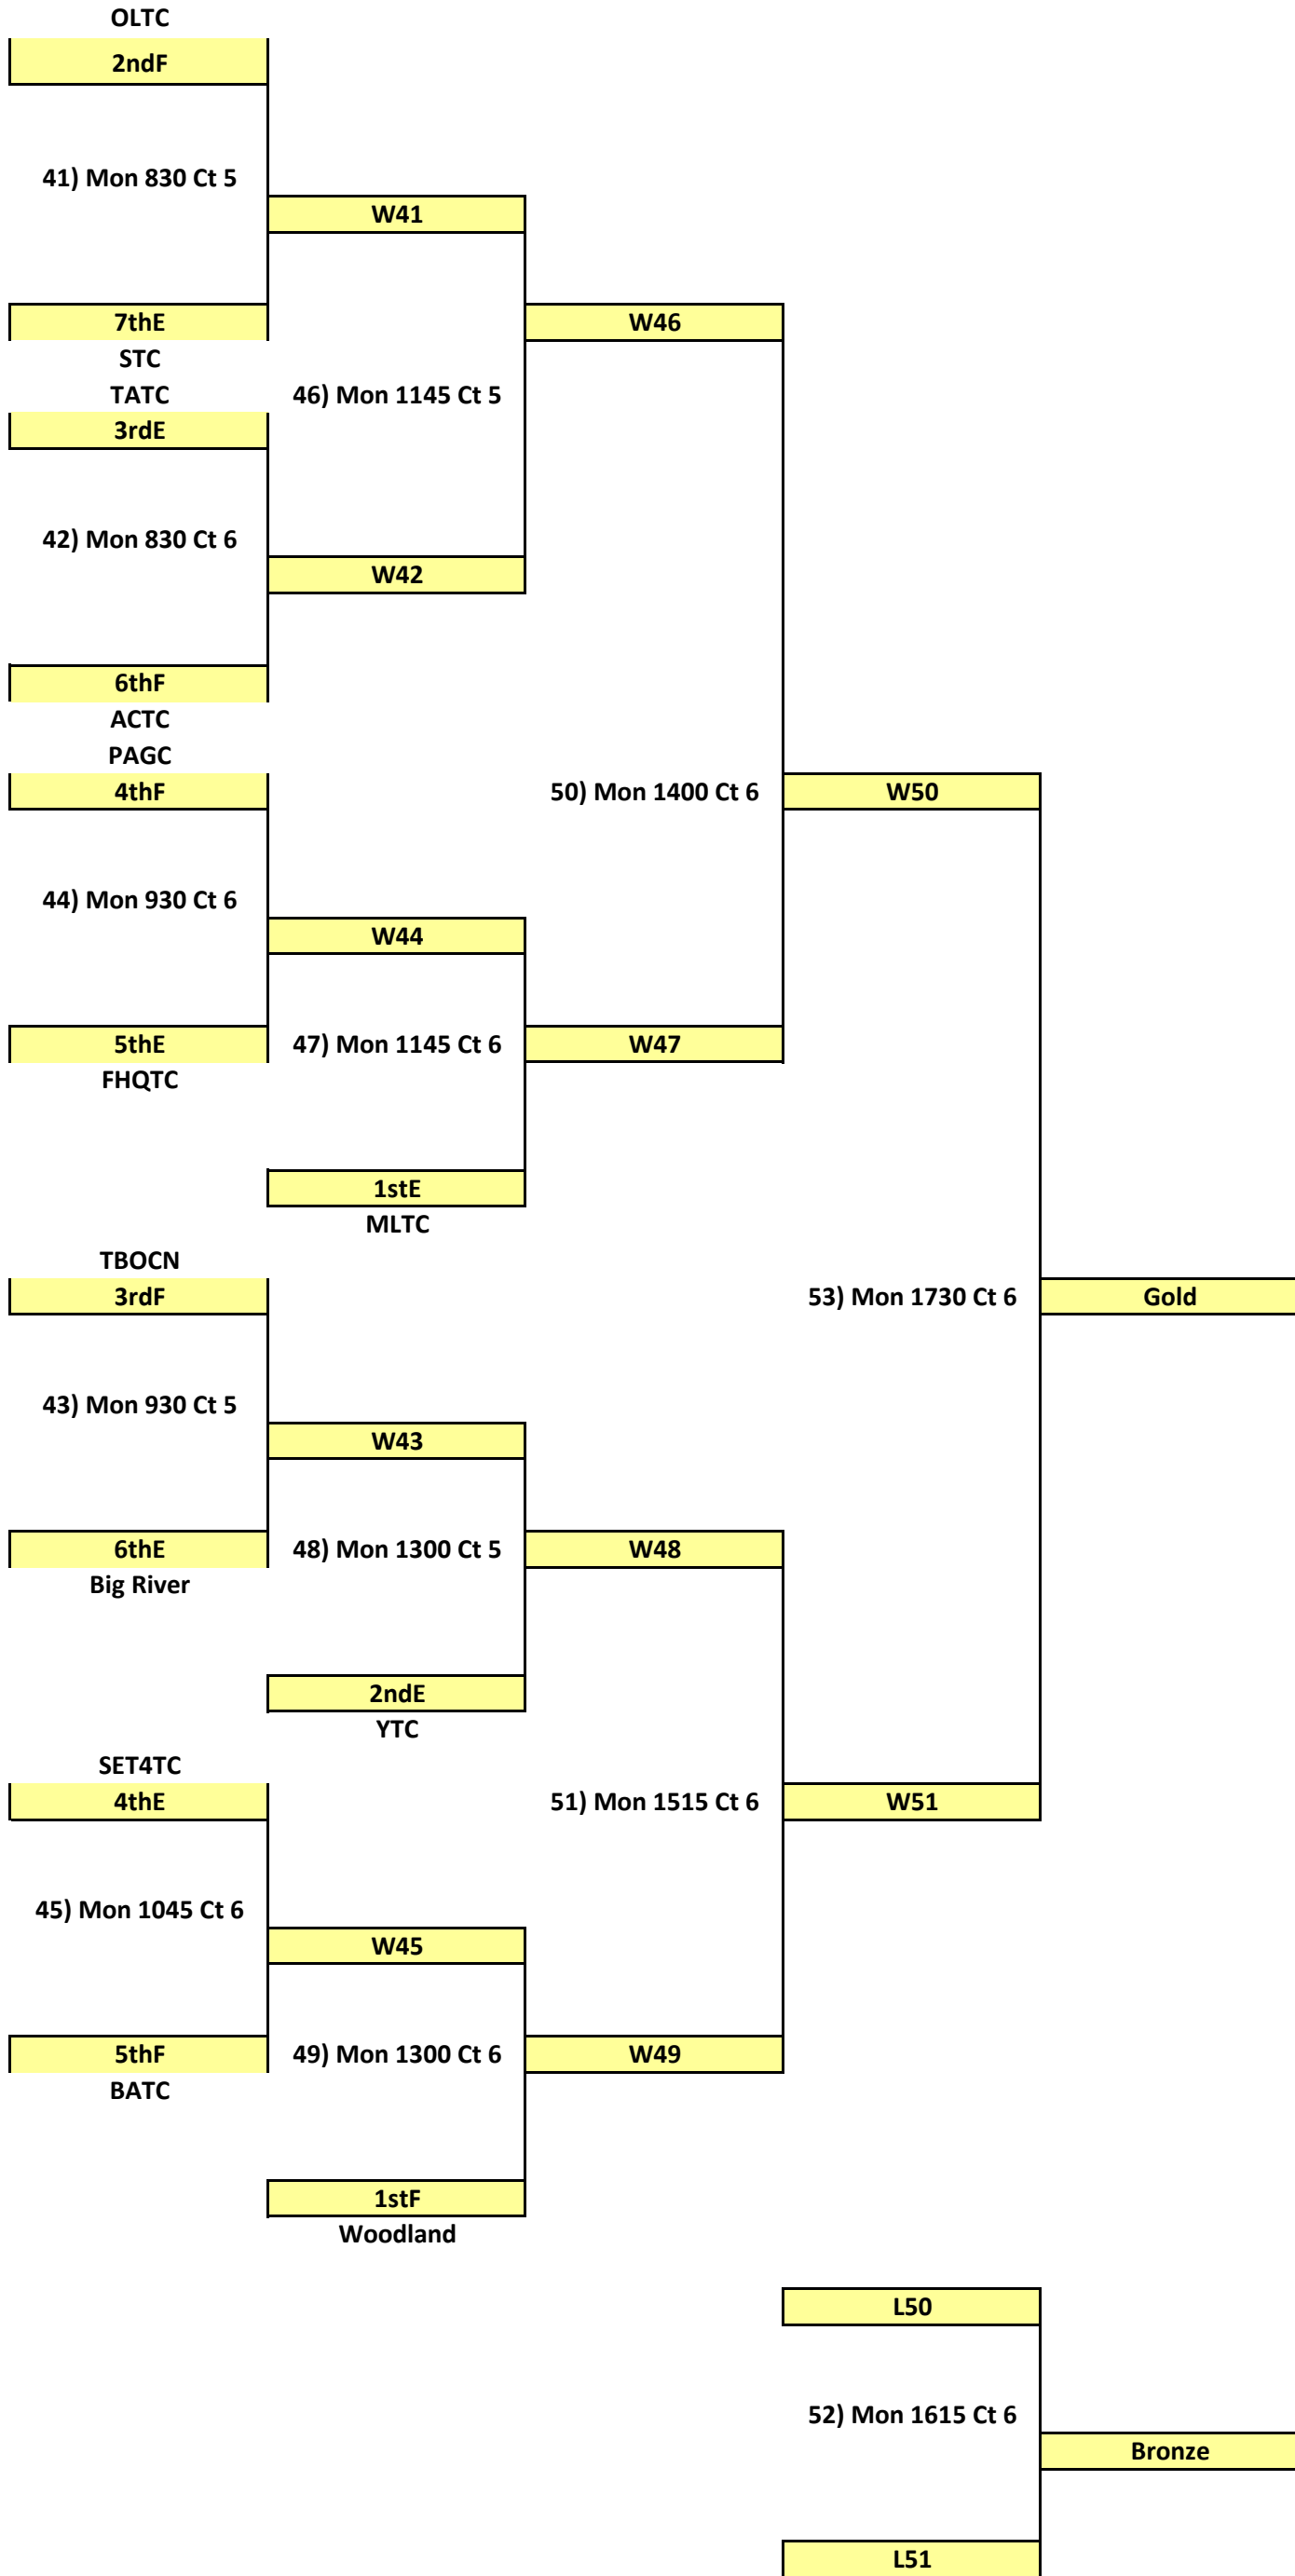 OLTC
2ndF
41) Mon 830 Ct 5
W41
7thE
W46
STC
TATC
46) Mon 1145 Ct 5
3rdE
42) Mon 830 Ct 6
W42
6thF
ACTC
PAGC
4thF
50) Mon 1400 Ct 6
W50
44) Mon 930 Ct 6
W44
5thE
47) Mon 1145 Ct 6
W47
FHQTC
1stE
MLTC
TBOCN
3rdF
53) Mon 1730 Ct 6
Gold
43) Mon 930 Ct 5
W43
6thE
48) Mon 1300 Ct 5
W48
Big River
2ndE
YTC
SET4TC
4thE
51) Mon 1515 Ct 6
W51
45) Mon 1045 Ct 6
W45
5thF
49) Mon 1300 Ct 6
W49
BATC
1stF
Woodland
L50
52) Mon 1615 Ct 6
Bronze
L51